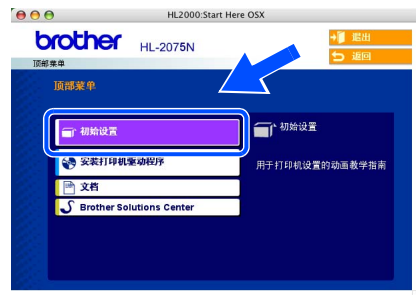 HL2000:Start Here OSX
brother HL-2075N
退出
返回
顶部菜单
顶部菜单
初始设置
安装打印机驱动程序
文档
Brother Solutions Center
初始设置
用于打印机设置的动画教学指南